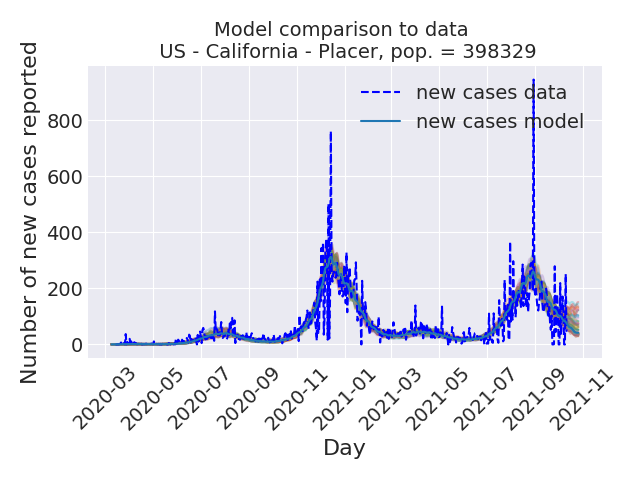 Model comparison to data
US - California - Placer, pop. = 398329
new cases data
new cases model
Number of new cases reported
800
600
400
200
0
2020-03
2020-05
2020-07
2020-09
2020-11
2021-01
2021-03
2021-05
2021-07
2021-09
2021-11
Day